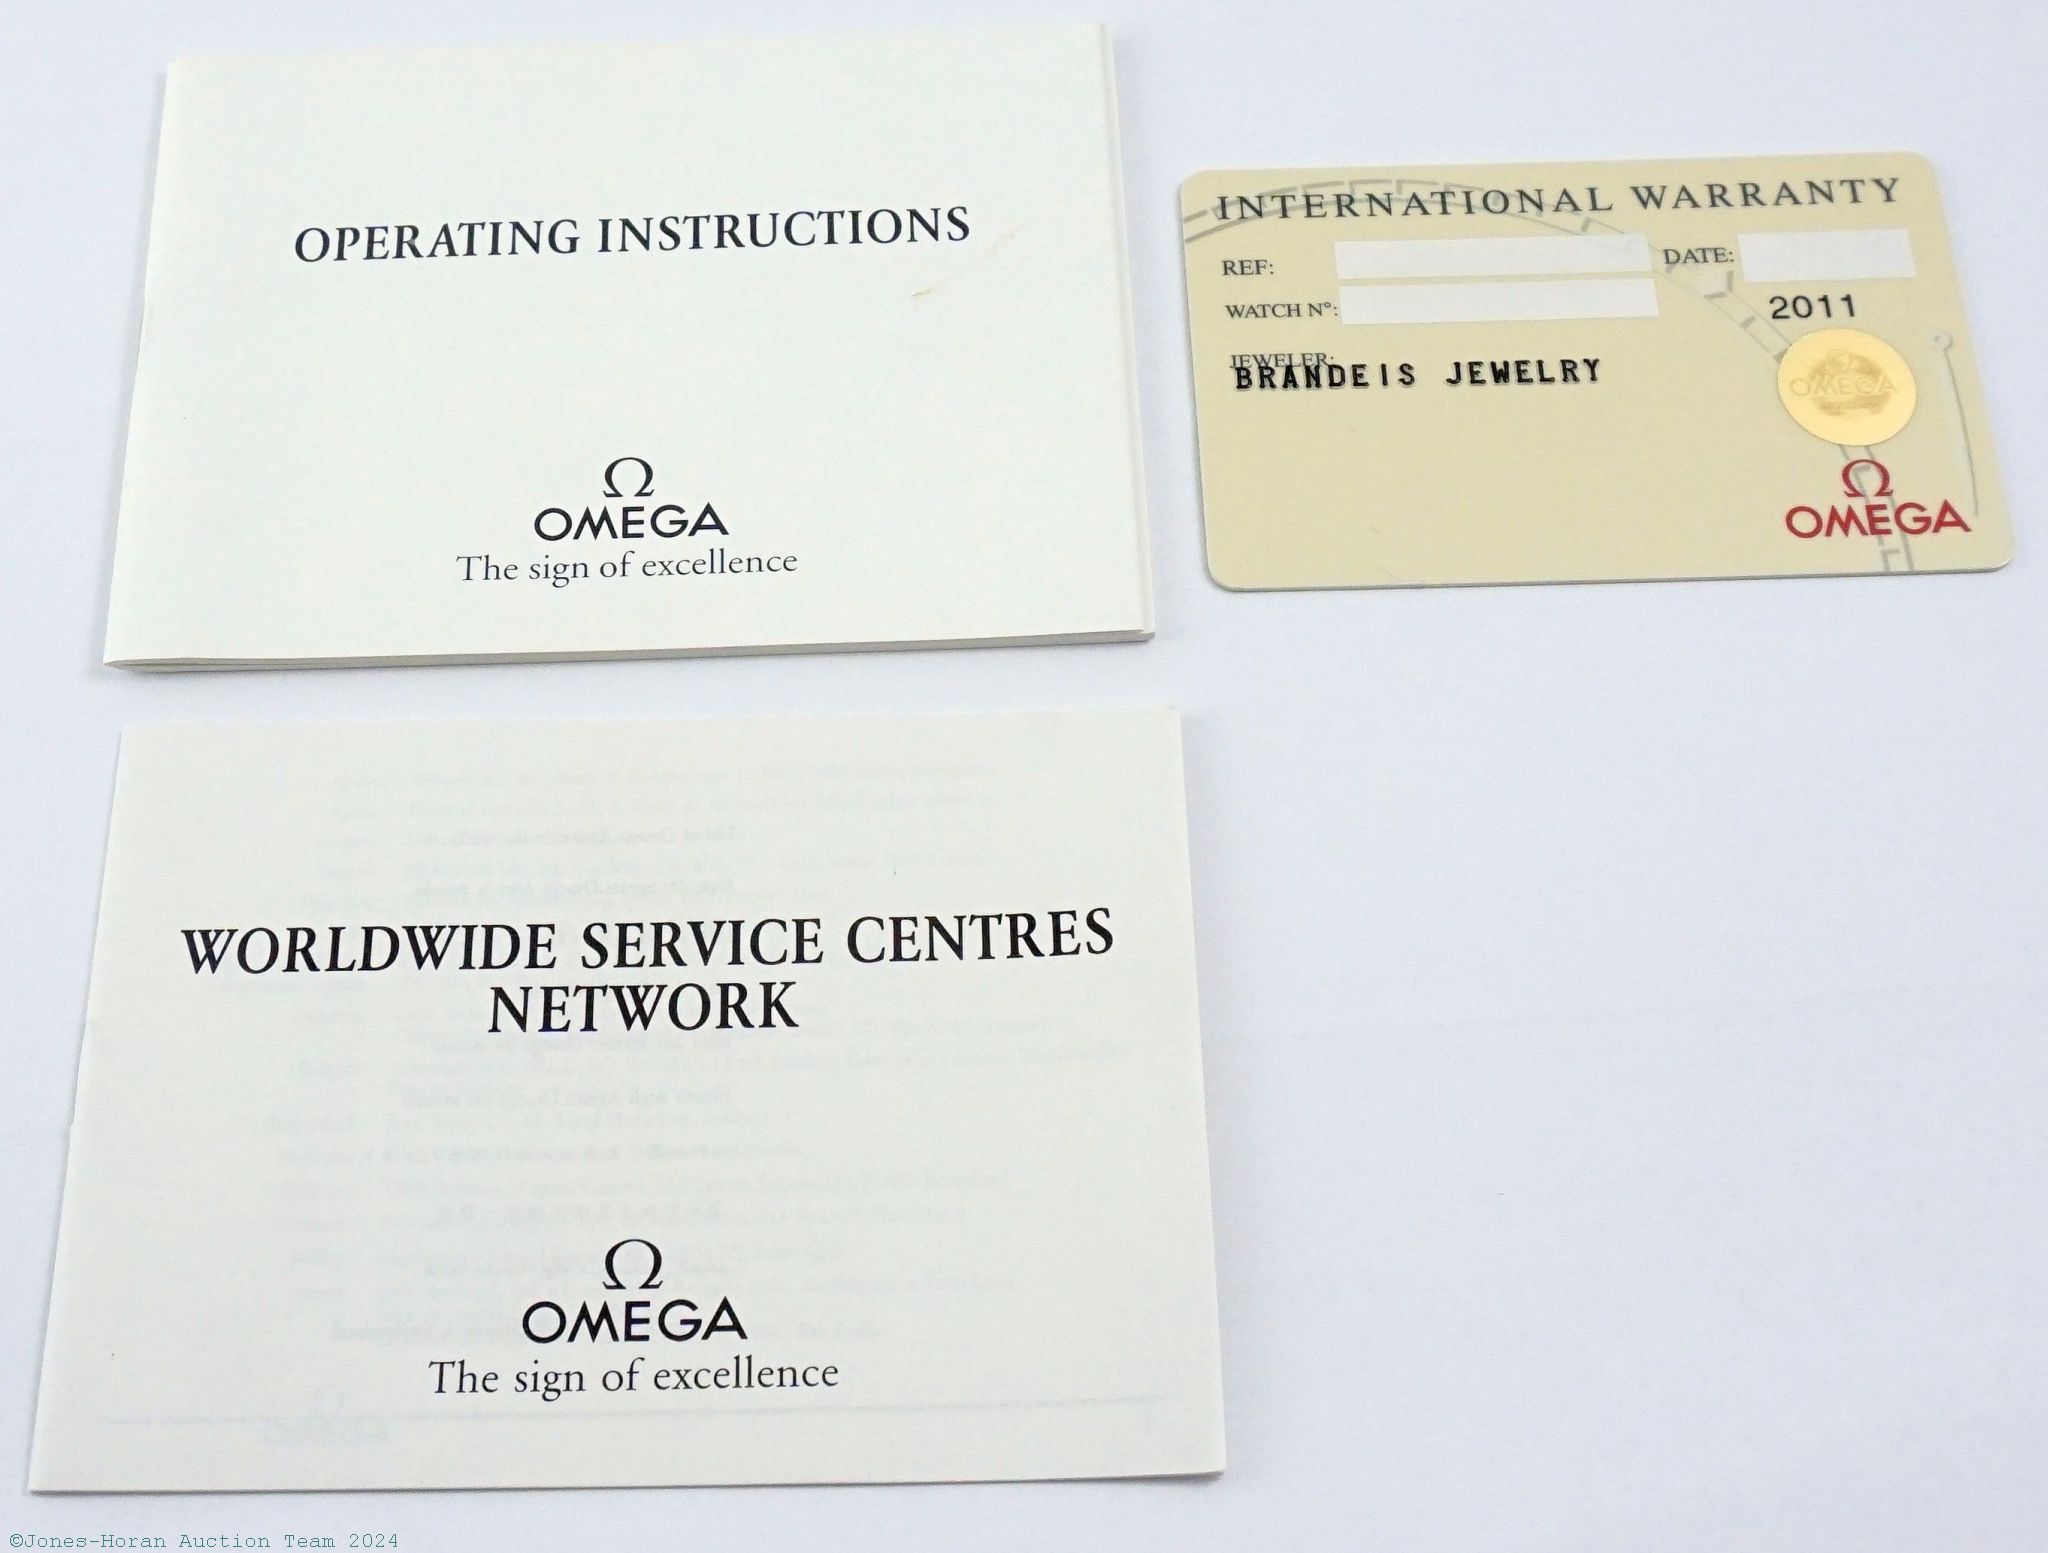 OPERATING INSTRUCTIONS
Ω
OMEGA
The sign of excellence
INTERNATIONAL WARRANTY
REF: DATE:
WATCH N°: 2011
JEWELER:
BRANDEIS JEWELRY
OMEGA
Ω
OMEGA
WORLDWIDE SERVICE CENTRES
NETWORK
Ω
OMEGA
The sign of excellence
©Jones-Horan Auction Team 2024